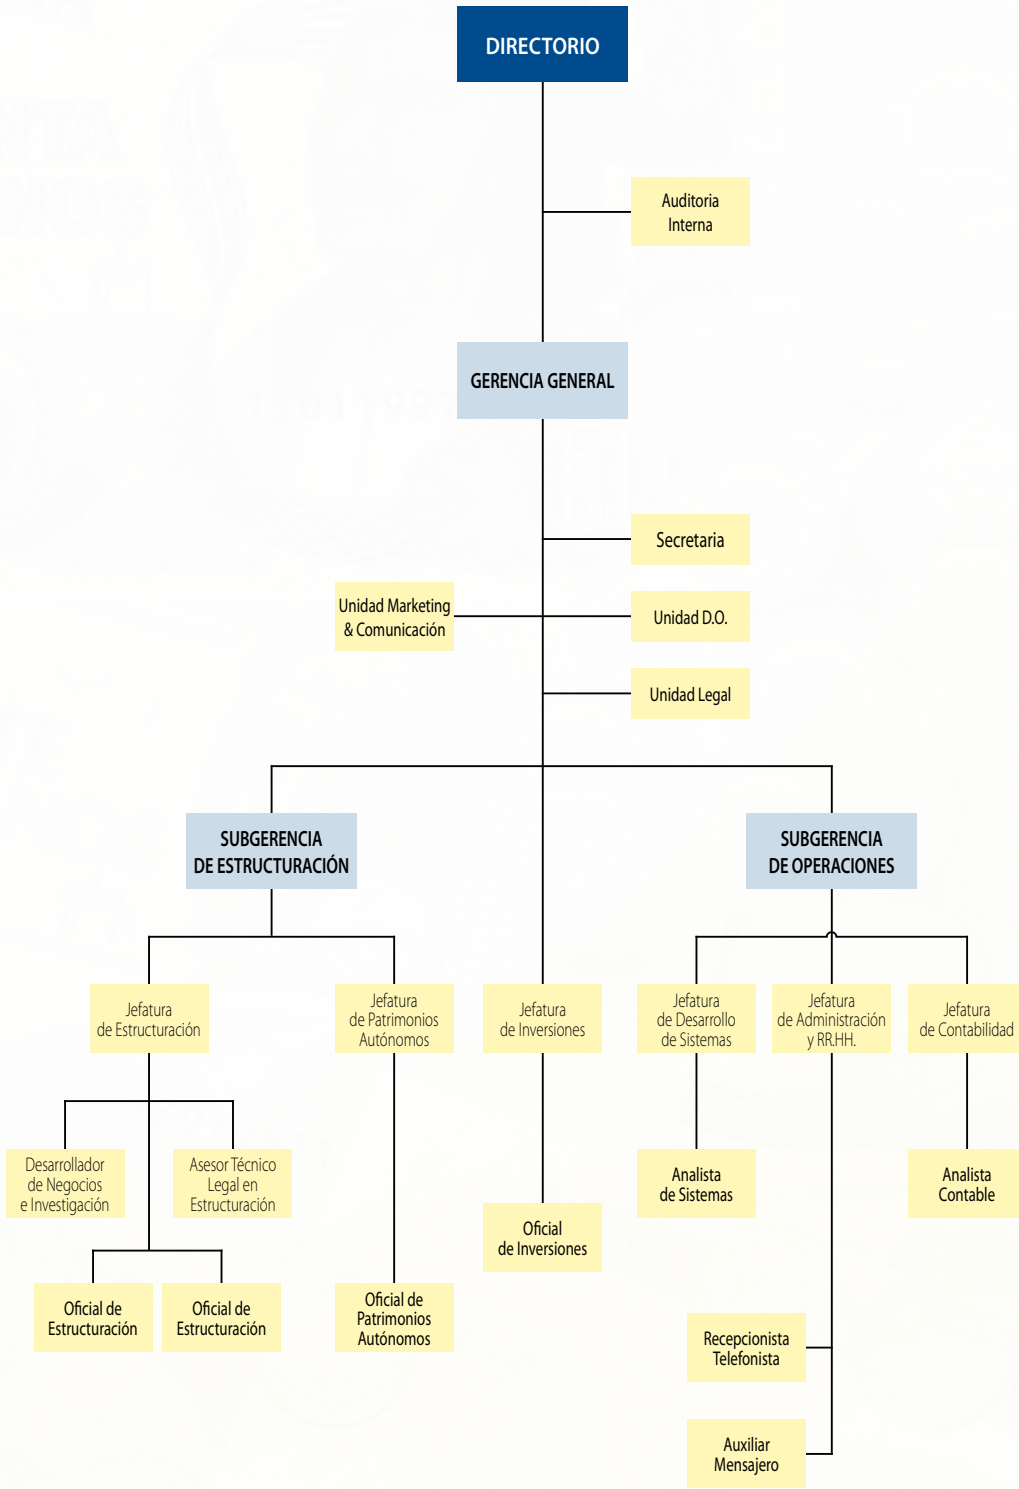 DIRECTORIO
Auditoria
Interna
GERENCIA GENERAL
Secretaria
Unidad Marketing
& Comunicación
Unidad D.O.
Unidad Legal
SUBGERENCIA
DE ESTRUCTURACIÓN
SUBGERENCIA
DE OPERACIONES
Jefatura
de Estructuración
Jefatura
de Patrimonios
Autónomos
Jefatura
de Inversiones
Jefatura
de Desarrollo
de Sistemas
Jefatura
de Administración
y RR.HH.
Jefatura
de Contabilidad
Desarrollador
de Negocios
e Investigación
Asesor Técnico
Legal en
Estructuración
Analista
de Sistemas
Analista
Contable
Oficial
de Inversiones
Oficial de
Estructuración
Oficial de
Estructuración
Oficial de
Patrimonios
Autónomos
Recepcionista
Telefonista
Auxiliar
Mensajero